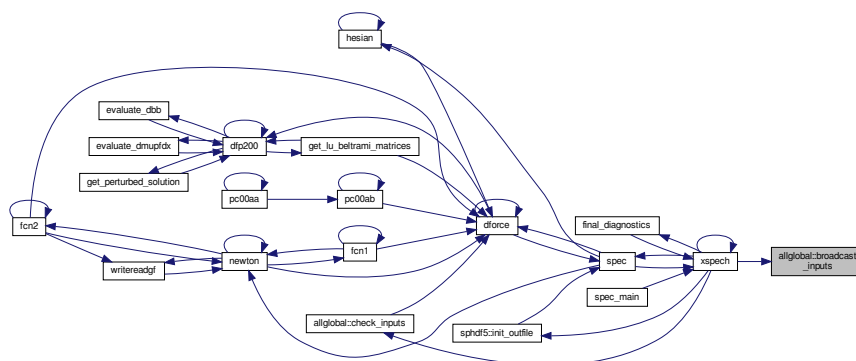 hesian
evaluate_dbb
evaluate_dmupfdx
dfp200
get_lu_beltrami_matrices
get_perturbed_solution
pc00aa
pc00ab
fcn2
dforce
final_diagnostics
fcn1
newton
writereadgf
spec
xspech
allglobal::broadcast
_inputs
spec_main
allglobal::check_inputs
sphdf5::init_outfile